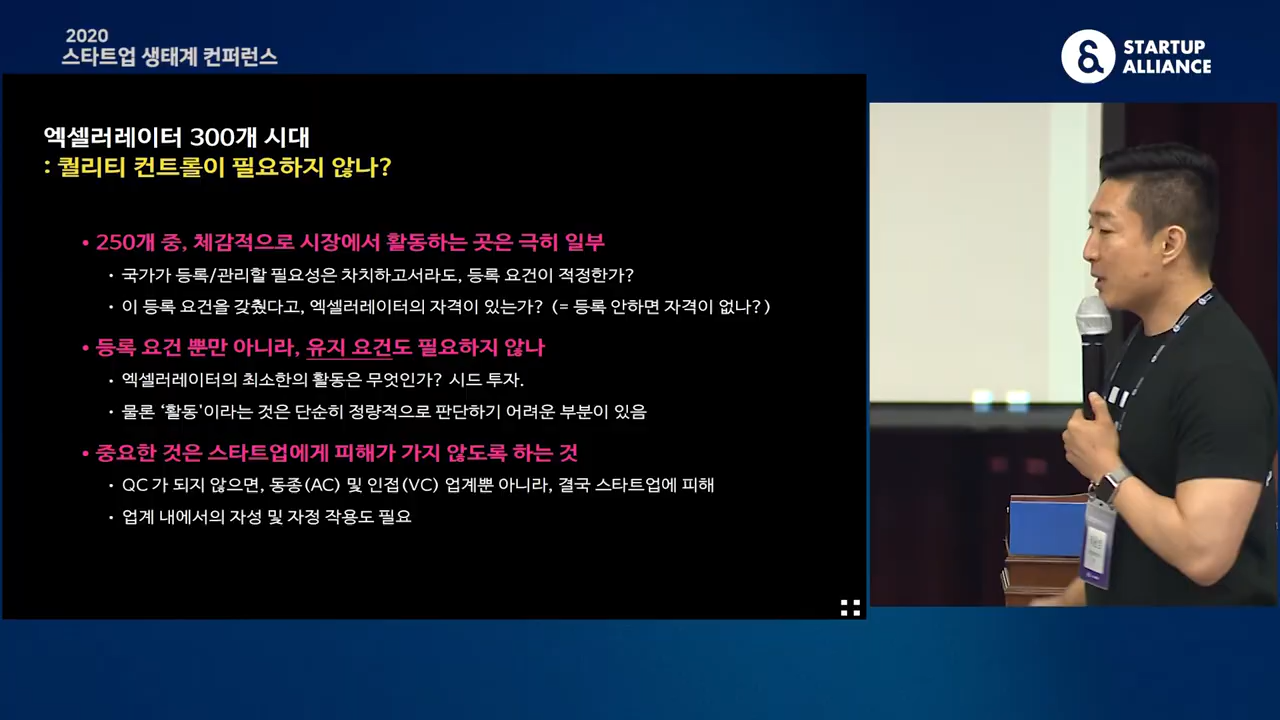 2020
스타트업 생태계 컨퍼런스
STARTUP
ALLIANCE
엑셀러레이터 300개 시대
: 퀄리티 컨트롤이 필요하지 않나?
• 250개 중, 체감적으로 시장에서 활동하는 곳은 극히 일부
• 국가가 등록/관리할 필요성은 차치하고서라도, 등록 요건이 적정한가?
• 이 등록 요건을 갖췄다고, 엑셀러레이터의 자격이 있는가? (= 등록 안하면 자격이 없나?)
• 등록 요건 뿐만 아니라, 유지 요건도 필요하지 않나
• 엑셀러레이터의 최소한의 활동은 무엇인가? 시드 투자.
• 물론 ‘활동'이라는 것은 단순히 정량적으로 판단하기 어려운 부분이 있음
• 중요한 것은 스타트업에게 피해가 가지 않도록 하는 것
• QC 가 되지 않으면, 동종(AC) 및 인접(VC) 업계뿐 아니라, 결국 스타트업에 피해
• 업계 내에서의 자성 및 자정 작용도 필요